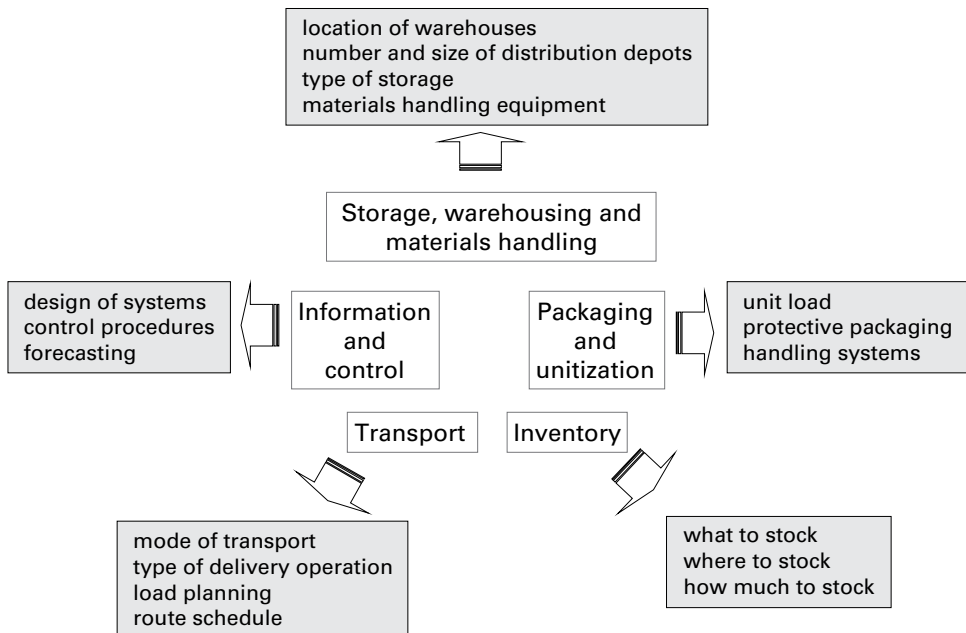 location of warehouses
number and size of distribution depots
type of storage
materials handling equipment
Storage, warehousing and
materials handling
design of systems
control procedures
forecasting
Information
and
control
Packaging
and
unitization
unit load
protective packaging
handling systems
Transport
Inventory
mode of transport
type of delivery operation
load planning
route schedule
what to stock
where to stock
how much to stock